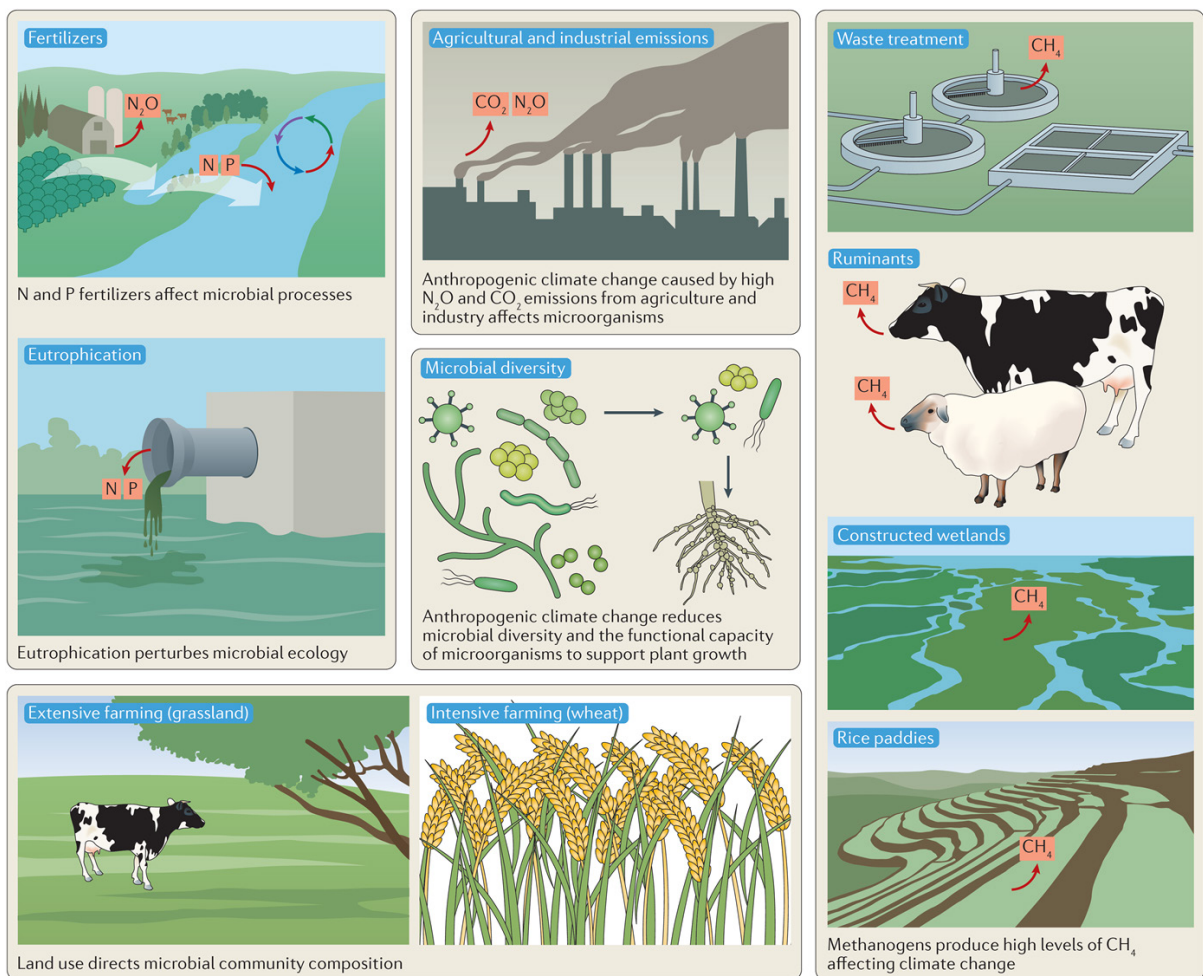 Fertilizers
N₂O
N P
N and P fertilizers affect microbial processes
Eutrophication
N P
Eutrophication perturbes microbial ecology
Agricultural and industrial emissions
CO₂ N₂O
Anthropogenic climate change caused by high
N₂O and CO₂ emissions from agriculture and
industry affects microorganisms
Microbial diversity
Anthropogenic climate change reduces
microbial diversity and the functional capacity
of microorganisms to support plant growth
Waste treatment
CH₄
Ruminants
CH₄
CH₄
Constructed wetlands
CH₄
Rice paddies
CH₄
Methanogens produce high levels of CH₄
affecting climate change
Extensive farming (grassland)
Intensive farming (wheat)
Land use directs microbial community composition